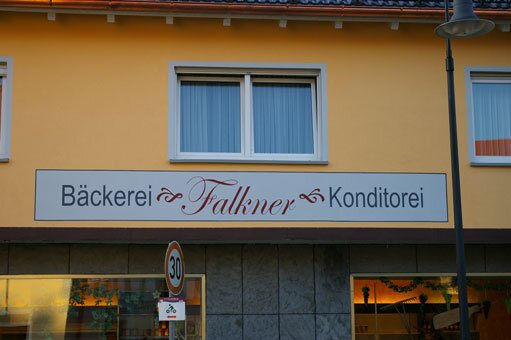 Bäckerei Falkner Konditorei
30